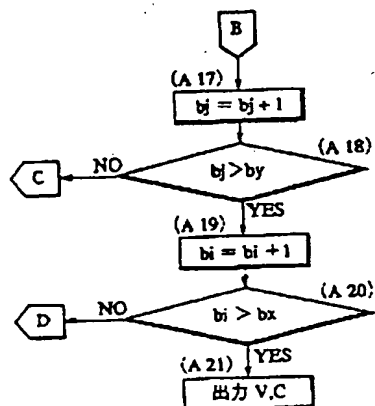 B
(A 17)
bj = bj + 1
(A 18)
bj > by
NO
C
YES
(A 19)
bi = bi + 1
(A 20)
bi > bx
NO
D
YES
(A 21)
出力 V,C